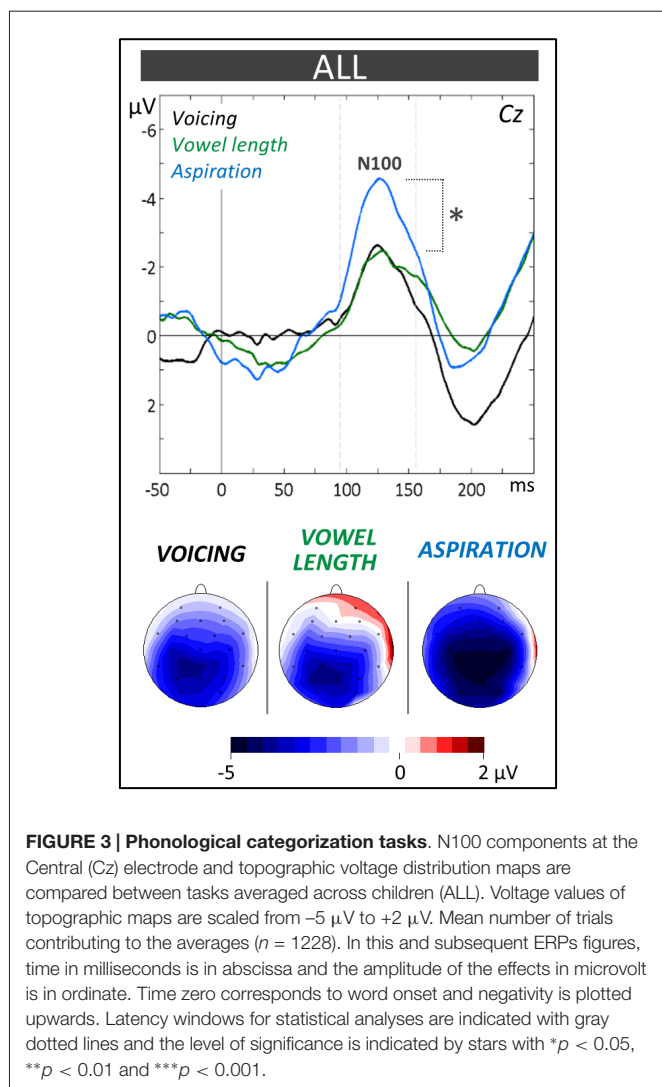 ALL
μV
-6
Voicing
Cz
Vowel length
Aspiration
N100
-4
*
-2
0
2
-50 0 50 100 150 200 ms
VOICING
VOWEL
LENGTH
ASPIRATION
-5 0 2 μV
FIGURE 3 | Phonological categorization tasks. N100 components at the
Central (Cz) electrode and topographic voltage distribution maps are
compared between tasks averaged across children (ALL). Voltage values of
topographic maps are scaled from –5 μV to +2 μV. Mean number of trials
contributing to the averages (n = 1228). In this and subsequent ERPs figures,
time in milliseconds is in abscissa and the amplitude of the effects in microvolt
is in ordinate. Time zero corresponds to word onset and negativity is plotted
upwards. Latency windows for statistical analyses are indicated with gray
dotted lines and the level of significance is indicated by stars with *p < 0.05,
**p < 0.01 and ***p < 0.001.